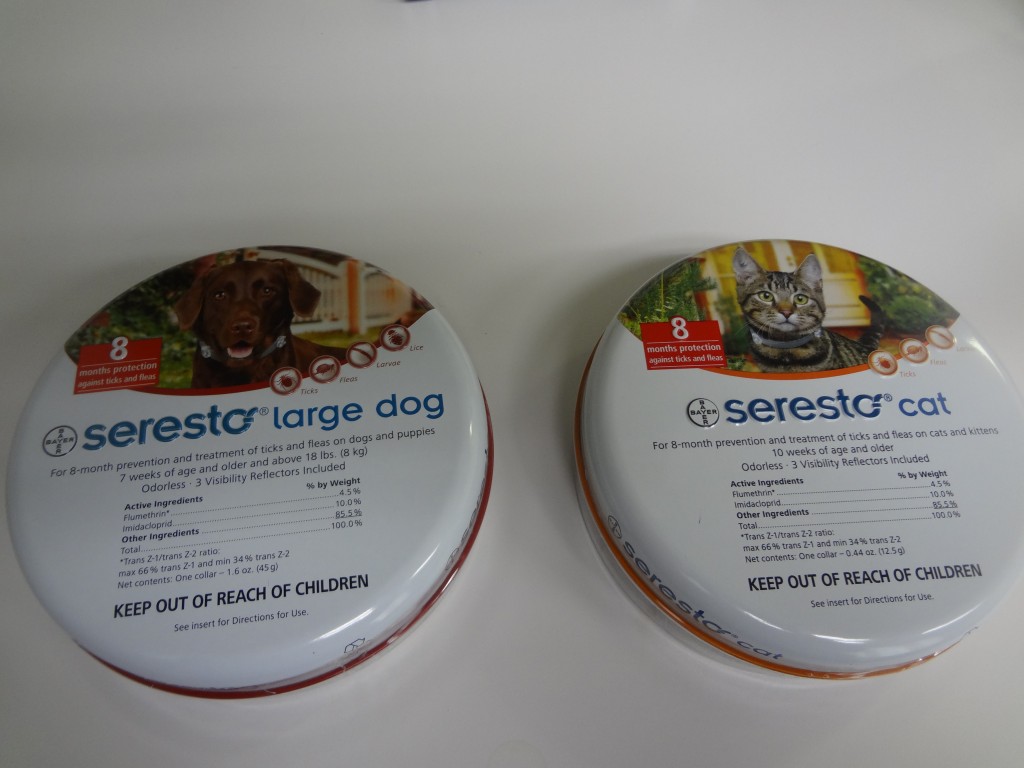 8
months protection
against ticks and fleas
Ticks
Fleas
Larvae
Lice
BAYER
BAYER
seresto® large dog
For 8-month prevention and treatment of ticks and fleas on dogs and puppies
7 weeks of age and older and above 18 lbs. (8 kg)
Odorless · 3 Visibility Reflectors Included
Active Ingredients % by Weight
Flumethrin* 4.5%
Imidacloprid 10.0%
Other Ingredients 85.5%
Total 100.0%
*Trans Z-1/trans Z-2 ratio:
max 66% trans Z-1 and min 34% trans Z-2
Net contents: One collar – 1.6 oz. (45g)
KEEP OUT OF REACH OF CHILDREN
See insert for Directions for Use.
8
months protection
against ticks and fleas
Ticks
Fleas
BAYER
BAYER
seresto® cat
For 8-month prevention and treatment of ticks and fleas on cats and kittens
10 weeks of age and older
Odorless · 3 Visibility Reflectors Included
Active Ingredients % by Weight
Flumethrin* 4.5%
Imidacloprid 10.0%
Other Ingredients 85.5%
Total 100.0%
*Trans Z-1/trans Z-2 ratio:
max 66% trans Z-1 and min 34% trans Z-2
Net contents: One collar – 0.44 oz. (12.5g)
KEEP OUT OF REACH OF CHILDREN
See insert for Directions for Use.
seresto® cat